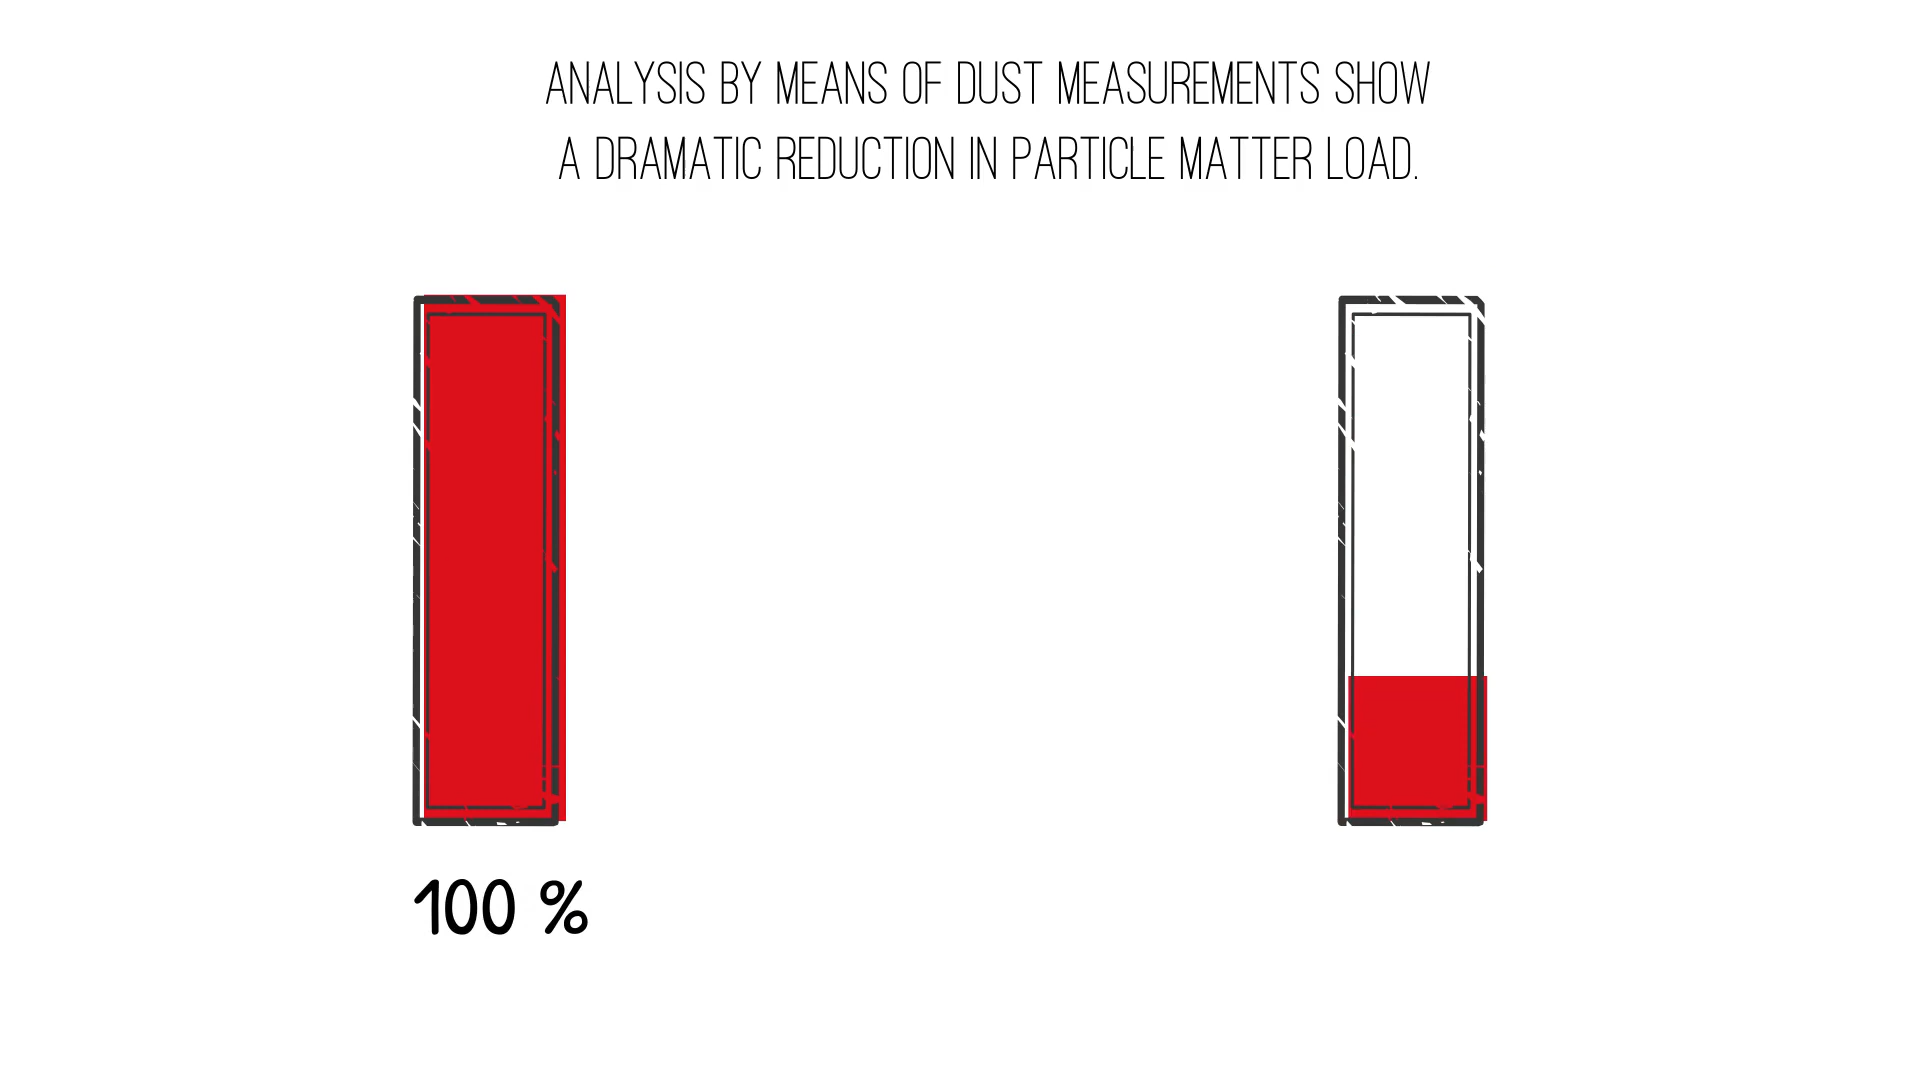 ANALYSIS BY MEANS OF DUST MEASUREMENTS SHOW
A DRAMATIC REDUCTION IN PARTICLE MATTER LOAD.
100 %